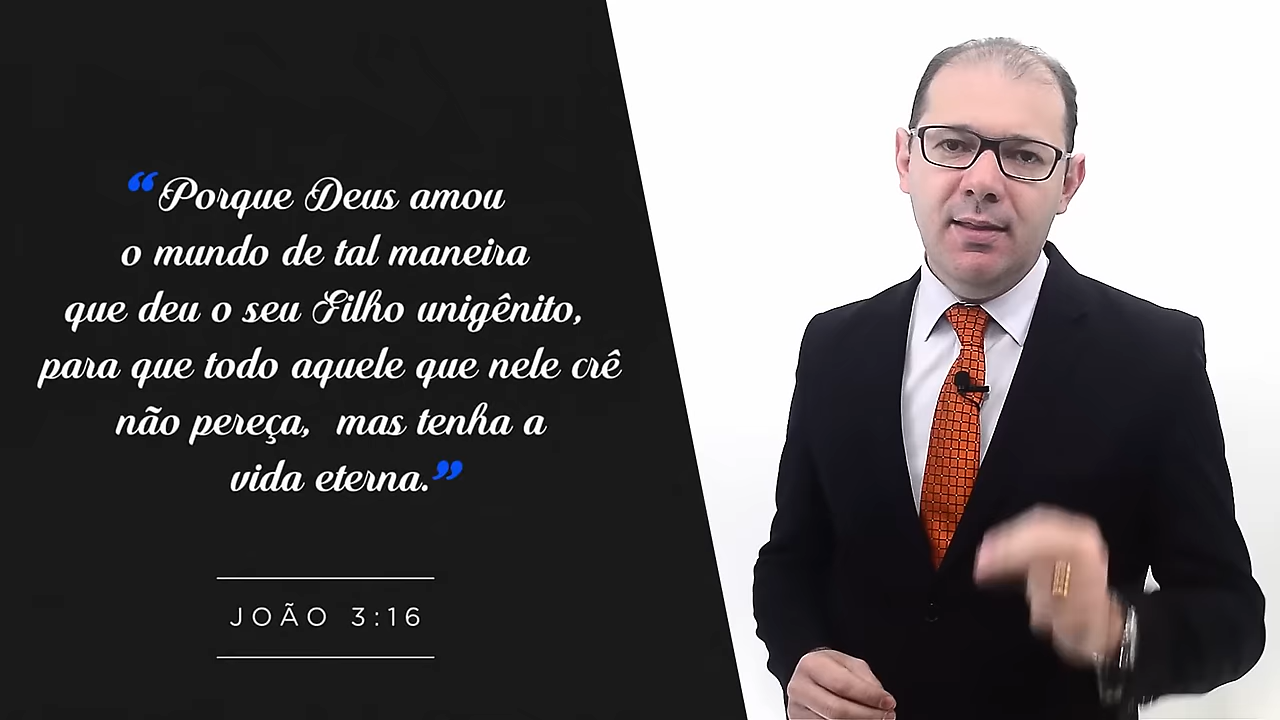 “Porque Deus amou
o mundo de tal maneira
que deu o seu Filho unigênito,
para que todo aquele que nele crê
não pereça, mas tenha a
vida eterna.”
JOÃO 3:16